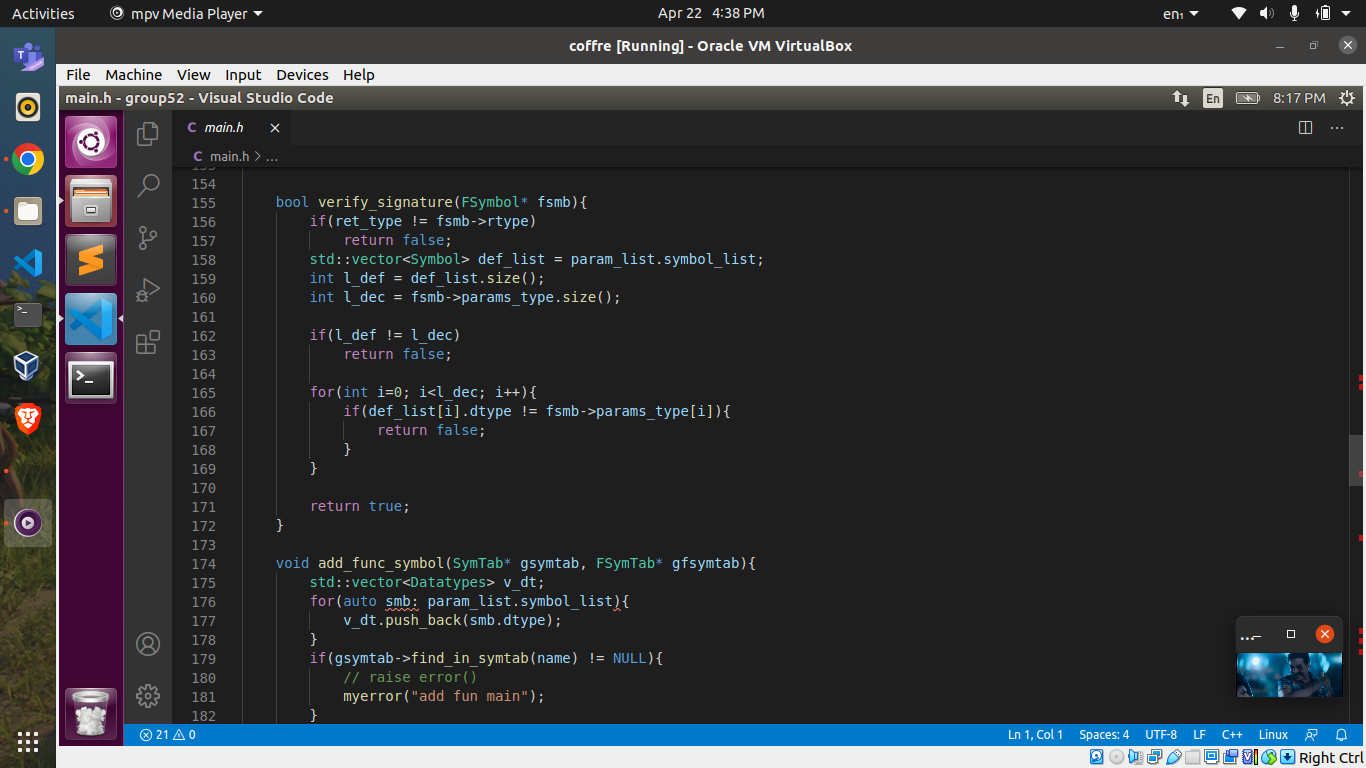 Activities mpv Media Player Apr 22 4:38 PM en₁
coffre [Running] - Oracle VM VirtualBox
File Machine View Input Devices Help
main.h - group52 - Visual Studio Code En 8:17 PM
C main.h
C main.h > ...
153
154
155 bool verify_signature(FSymbol* fsmb){
156 if(ret_type != fsmb->rtype)
157 return false;
158 std::vector<Symbol> def_list = param_list.symbol_list;
159 int l_def = def_list.size();
160 int l_dec = fsmb->params_type.size();
161
162 if(l_def != l_dec)
163 return false;
164
165 for(int i=0; i<l_dec; i++){
166 if(def_list[i].dtype != fsmb->params_type[i]){
167 return false;
168 }
169 }
170
171 return true;
172 }
173
174 void add_func_symbol(SymTab* gsymtab, FSymTab* gfsymtab){
175 std::vector<Datatypes> v_dt;
176 for(auto smb: param_list.symbol_list){
177 v_dt.push_back(smb.dtype);
178 }
179 if(gsymtab->find_in_symtab(name) != NULL){
180 // raise error()
181 myerror("add fun main");
182 }
21 0 Ln 1, Col 1 Spaces: 4 UTF-8 LF C++ Linux
Right Ctrl